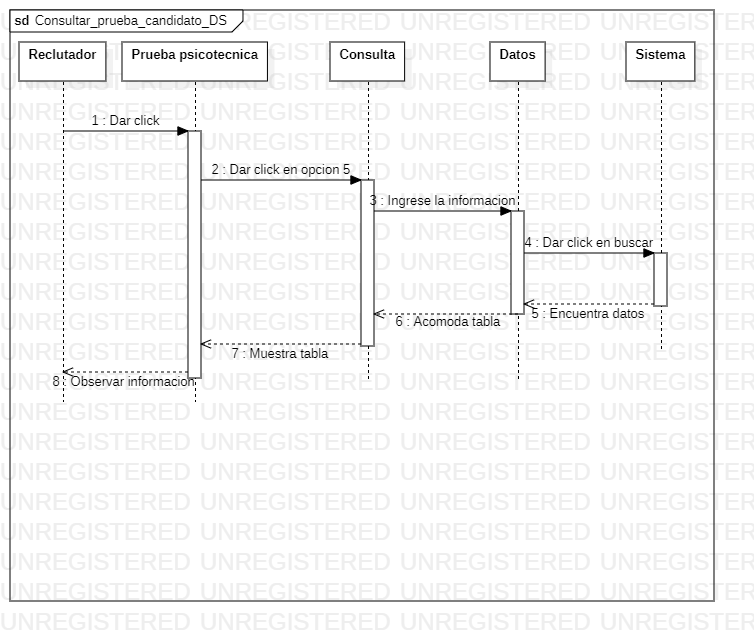 sd Consultar_prueba_candidato_DS
Reclutador
Prueba psicotecnica
Consulta
Datos
Sistema
1 : Dar click
2 : Dar click en opcion 5
3 : Ingrese la informacion
4 : Dar click en buscar
5 : Encuentra datos
6 : Acomoda tabla
7 : Muestra tabla
8 : Observar informacion
UNREGISTERED